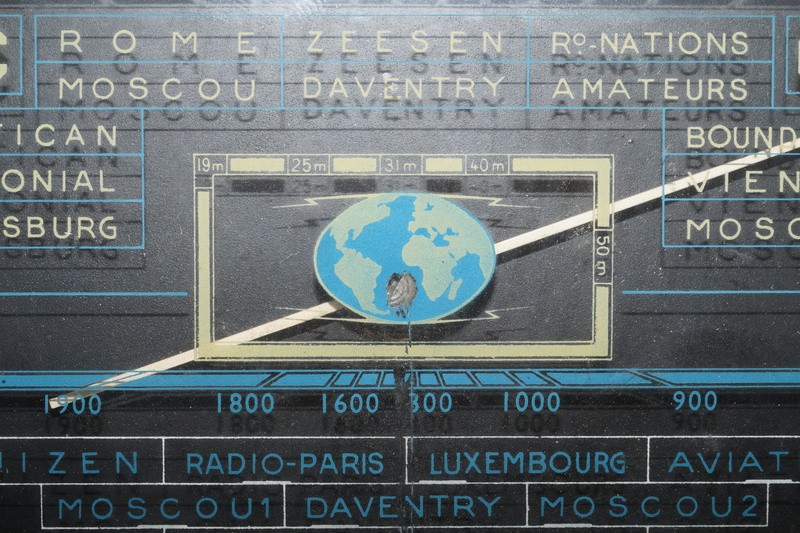 ROME ZEESEN Rº.-NATIONS
MOSCOU DAVENTRY AMATEURS
TICAN BOUND
ONIAL VIEN
SBURG MOSC
19m 25m 31m 40m
50m
1900 1800 1600 300 1000 900
IZEN RADIO-PARIS LUXEMBOURG AVIAT
MOSCOU1 DAVENTRY MOSCOU2